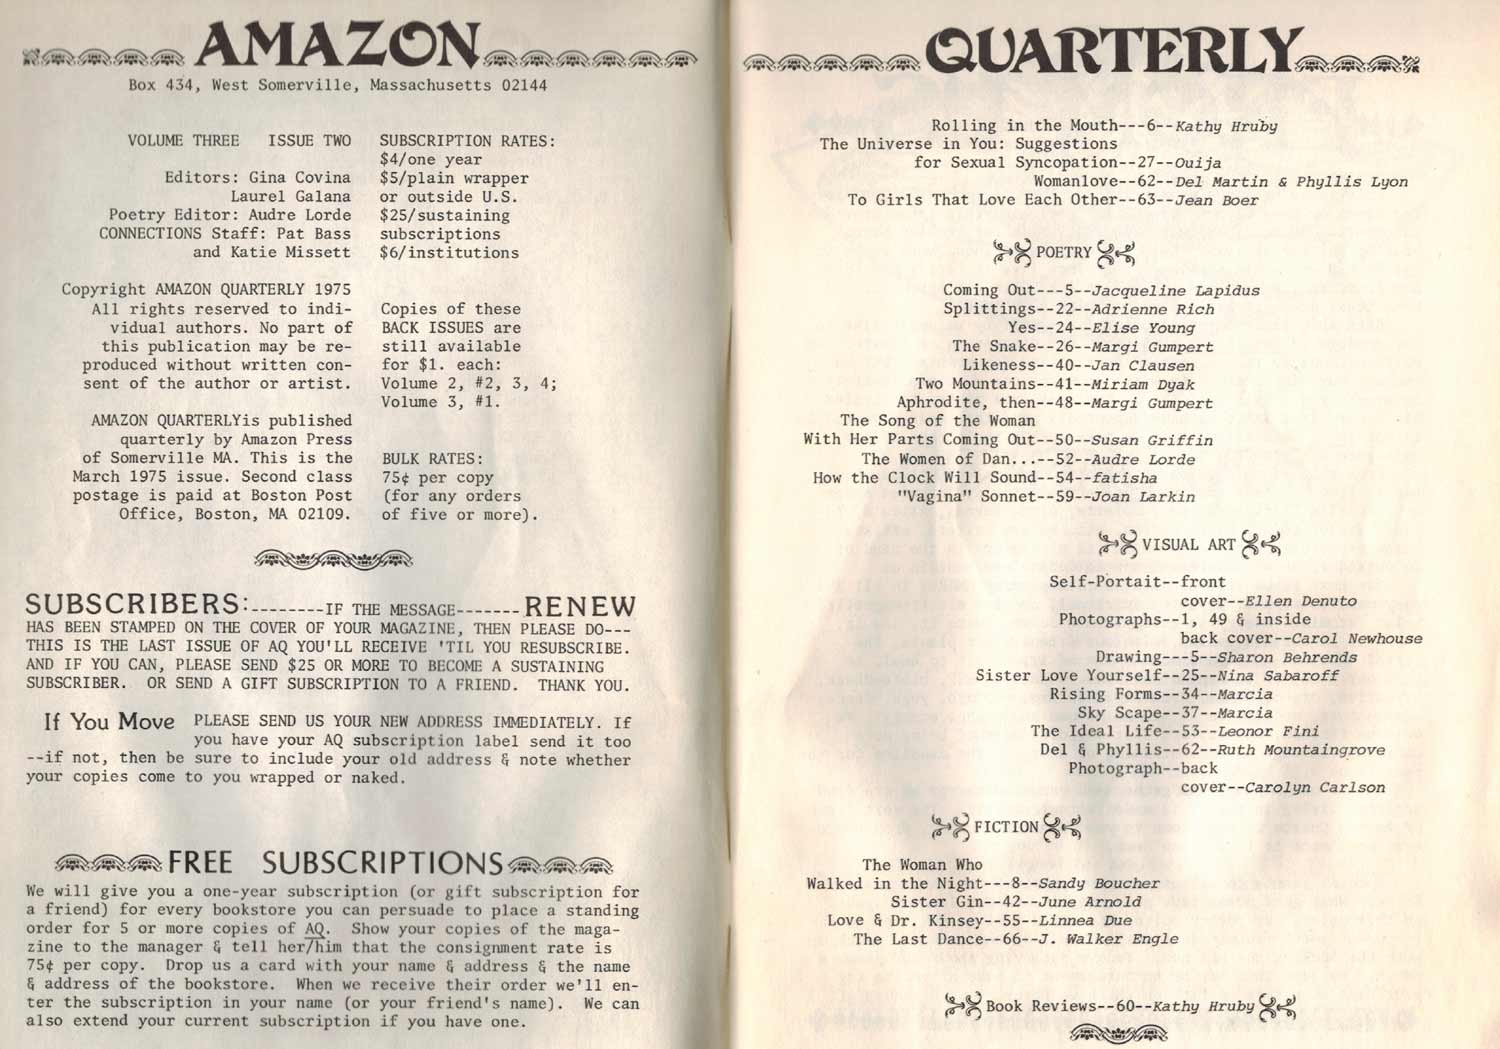 AMAZON
Box 434, West Somerville, Massachusetts 02144
VOLUME THREE ISSUE TWO
Editors: Gina Covina
Laurel Galana
Poetry Editor: Audre Lorde
CONNECTIONS Staff: Pat Bass
and Katie Missett
Copyright AMAZON QUARTERLY 1975
All rights reserved to indi-
vidual authors. No part of
this publication may be re-
produced without written con-
sent of the author or artist.
AMAZON QUARTERLYis published
quarterly by Amazon Press
of Somerville MA. This is the
March 1975 issue. Second class
postage is paid at Boston Post
Office, Boston, MA 02109.
SUBSCRIPTION RATES:
$4/one year
$5/plain wrapper
or outside U.S.
$25/sustaining
subscriptions
$6/institutions
Copies of these
BACK ISSUES are
still available
for $1. each:
Volume 2, #2, 3, 4;
Volume 3, #1.
BULK RATES:
75¢ per copy
(for any orders
of five or more).
SUBSCRIBERS:--------IF THE MESSAGE-------RENEW
HAS BEEN STAMPED ON THE COVER OF YOUR MAGAZINE, THEN PLEASE DO---
THIS IS THE LAST ISSUE OF AQ YOU'LL RECEIVE 'TIL YOU RESUBSCRIBE.
AND IF YOU CAN, PLEASE SEND $25 OR MORE TO BECOME A SUSTAINING
SUBSCRIBER. OR SEND A GIFT SUBSCRIPTION TO A FRIEND. THANK YOU.
If You Move PLEASE SEND US YOUR NEW ADDRESS IMMEDIATELY. If
you have your AQ subscription label send it too
--if not, then be sure to include your old address & note whether
your copies come to you wrapped or naked.
FREE SUBSCRIPTIONS
We will give you a one-year subscription (or gift subscription for
a friend) for every bookstore you can persuade to place a standing
order for 5 or more copies of AQ. Show your copies of the maga-
zine to the manager & tell her/him that the consignment rate is
75¢ per copy. Drop us a card with your name & address & the name
& address of the bookstore. When we receive their order we'll en-
ter the subscription in your name (or your friend's name). We can
also extend your current subscription if you have one.
QUARTERLY
Rolling in the Mouth---6--Kathy Hruby
The Universe in You: Suggestions
for Sexual Syncopation--27--Ouija
Womanlove--62--Del Martin & Phyllis Lyon
To Girls That Love Each Other--63--Jean Boer
POETRY
Coming Out---5--Jacqueline Lapidus
Splittings--22--Adrienne Rich
Yes--24--Elise Young
The Snake--26--Margi Gumpert
Likeness--40--Jan Clausen
Two Mountains--41--Miriam Dyak
Aphrodite, then--48--Margi Gumpert
The Song of the Woman
With Her Parts Coming Out--50--Susan Griffin
The Women of Dan...--52--Audre Lorde
How the Clock Will Sound--54--fatisha
"Vagina" Sonnet--59--Joan Larkin
VISUAL ART
Self-Portait--front
cover--Ellen Denuto
Photographs--1, 49 & inside
back cover--Carol Newhouse
Drawing---5--Sharon Behrends
Sister Love Yourself--25--Nina Sabaroff
Rising Forms--34--Marcia
Sky Scape--37--Marcia
The Ideal Life--53--Leonor Fini
Del & Phyllis--62--Ruth Mountaingrove
Photograph--back
cover--Carolyn Carlson
FICTION
The Woman Who
Walked in the Night---8--Sandy Boucher
Sister Gin--42--June Arnold
Love & Dr. Kinsey--55--Linnea Due
The Last Dance--66--J. Walker Engle
Book Reviews--60--Kathy Hruby